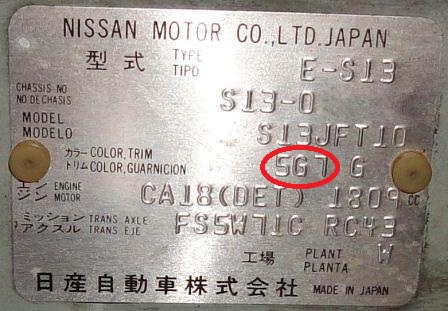 NISSAN MOTOR CO.,LTD.JAPAN
型式 TYPE TIPO E-S13
CHASSIS NO
NO DE CHASIS S13-0
MODEL
MODELO S13JFT10
カラー COLOR,TRIM
トリム COLOR,GUARNICION 5G7 G
エン ENGINE
ジン MOTOR CA18(DET) 1809 CC
ミッション TRANS. AXLE
アクスル TRANS. EJE FS5W71C RC43
工場 PLANT
PLANTA W
日産自動車株式会社 MADE IN JAPAN